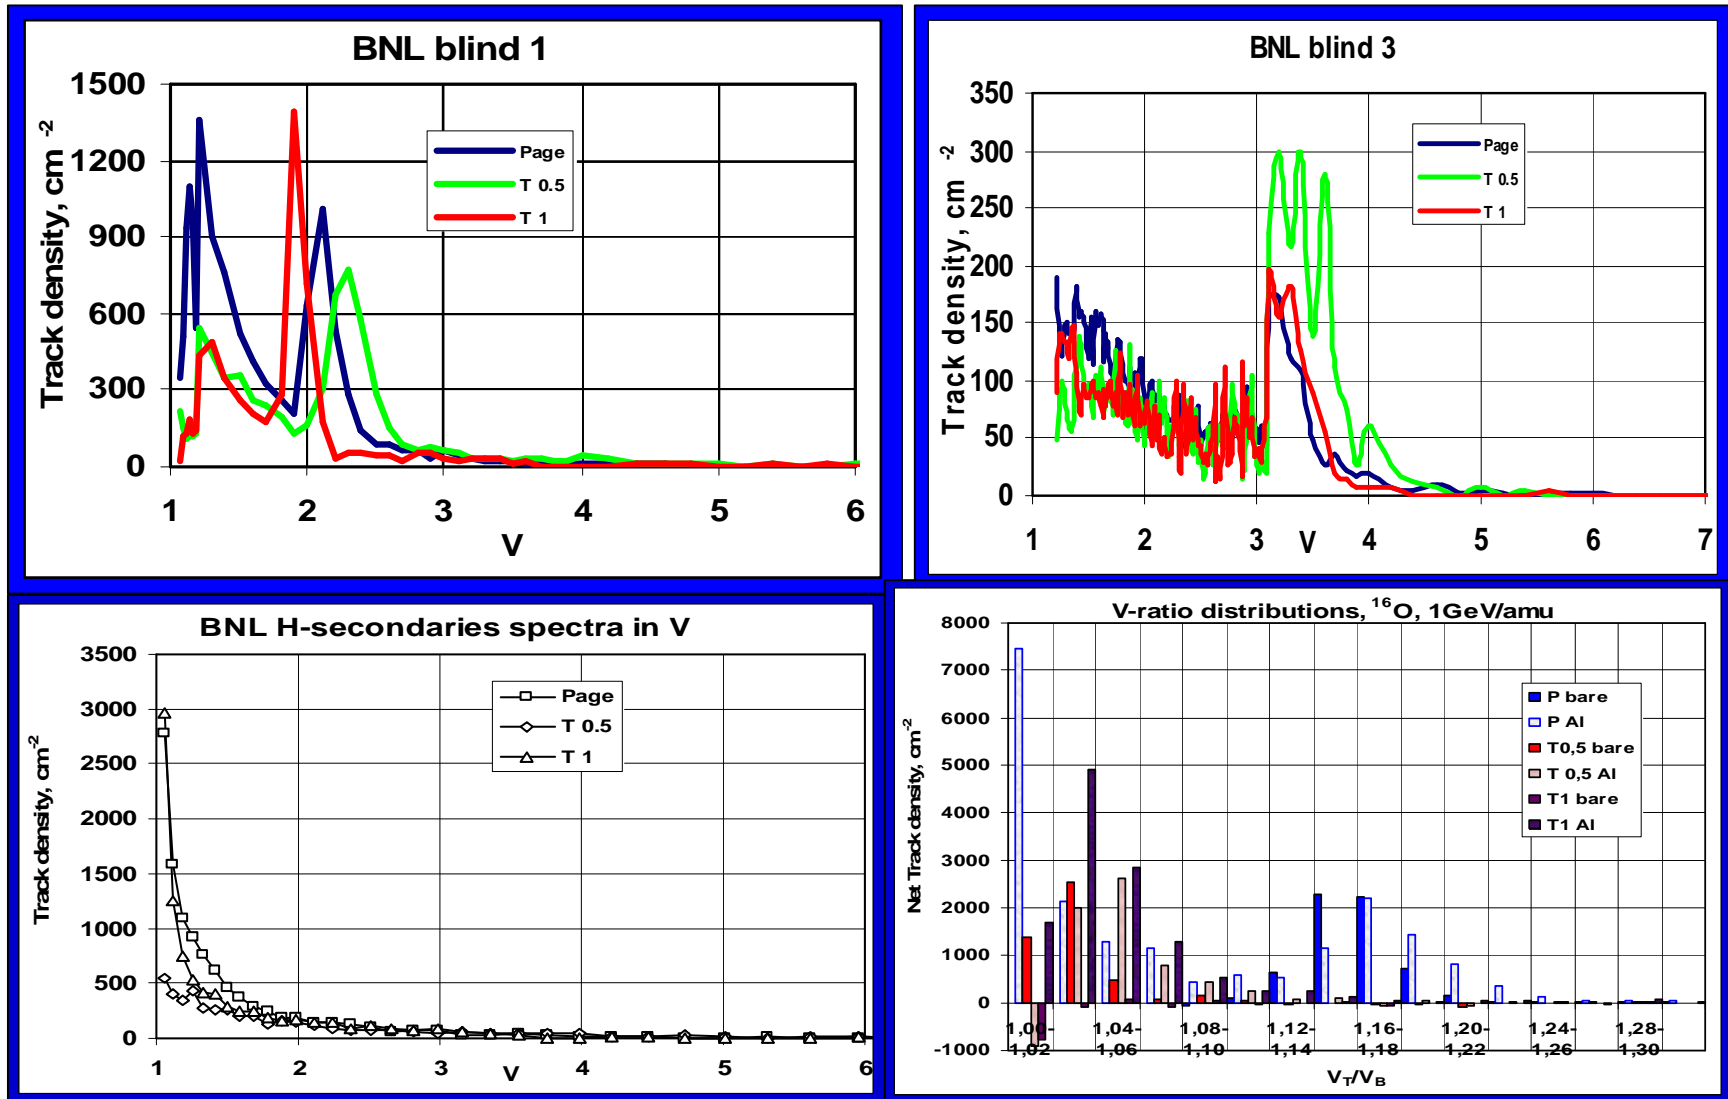 BNL blind 1
Track density, cm -2
1500
1200
900
600
300
0
1 2 3 4 5 6
V
Page
T 0.5
T 1
BNL blind 3
Track density, cm -2
350
300
250
200
150
100
50
0
1 2 3 4 5 6 7
V
Page
T 0.5
T 1
BNL H-secondaries spectra in V
Track density, cm-2
3500
3000
2500
2000
1500
1000
500
0
1 2 3 4 5 6
V
Page
T 0.5
T 1
V-ratio distributions, 16O, 1GeV/amu
Net Track density, cm-2
8000
7000
6000
5000
4000
3000
2000
1000
0
-1000
1,00- 1,04- 1,08- 1,12- 1,16- 1,20- 1,24- 1,28-
1,02 1,06 1,10 1,14 1,18 1,22 1,26 1,30
VT/VB
P bare
P Al
T0,5 bare
T 0,5 Al
T1 bare
T1 Al